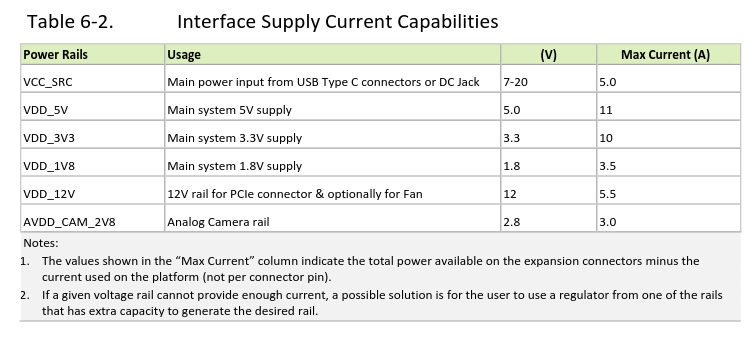 Table 6-2. Interface Supply Current Capabilities
Power Rails Usage (V) Max Current (A)
VCC_SRC Main power input from USB Type C connectors or DC Jack 7-20 5.0
VDD_5V Main system 5V supply 5.0 11
VDD_3V3 Main system 3.3V supply 3.3 10
VDD_1V8 Main system 1.8V supply 1.8 3.5
VDD_12V 12V rail for PCIe connector & optionally for Fan 12 5.5
AVDD_CAM_2V8 Analog Camera rail 2.8 3.0
Notes:
1. The values shown in the “Max Current” column indicate the total power available on the expansion connectors minus the
current used on the platform (not per connector pin).
2. If a given voltage rail cannot provide enough current, a possible solution is for the user to use a regulator from one of the rails
that has extra capacity to generate the desired rail.